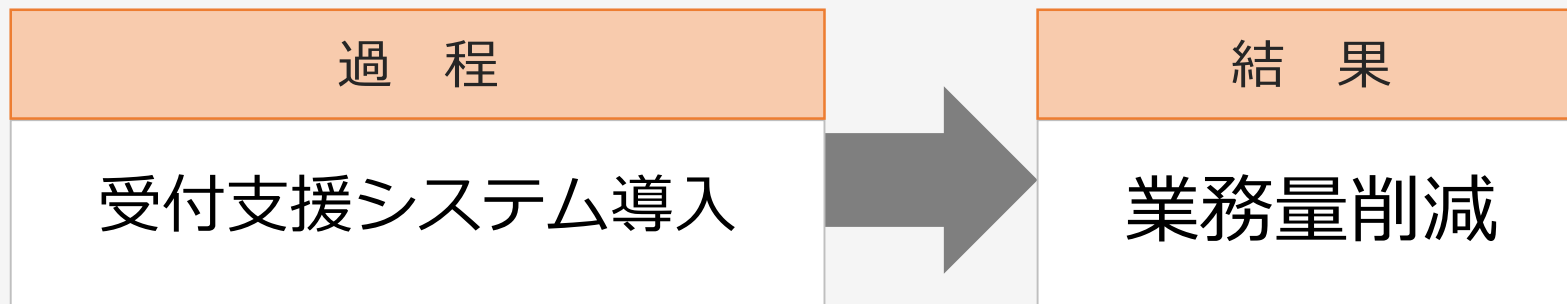 過　程
受付支援システム導入
結　果
業務量削減